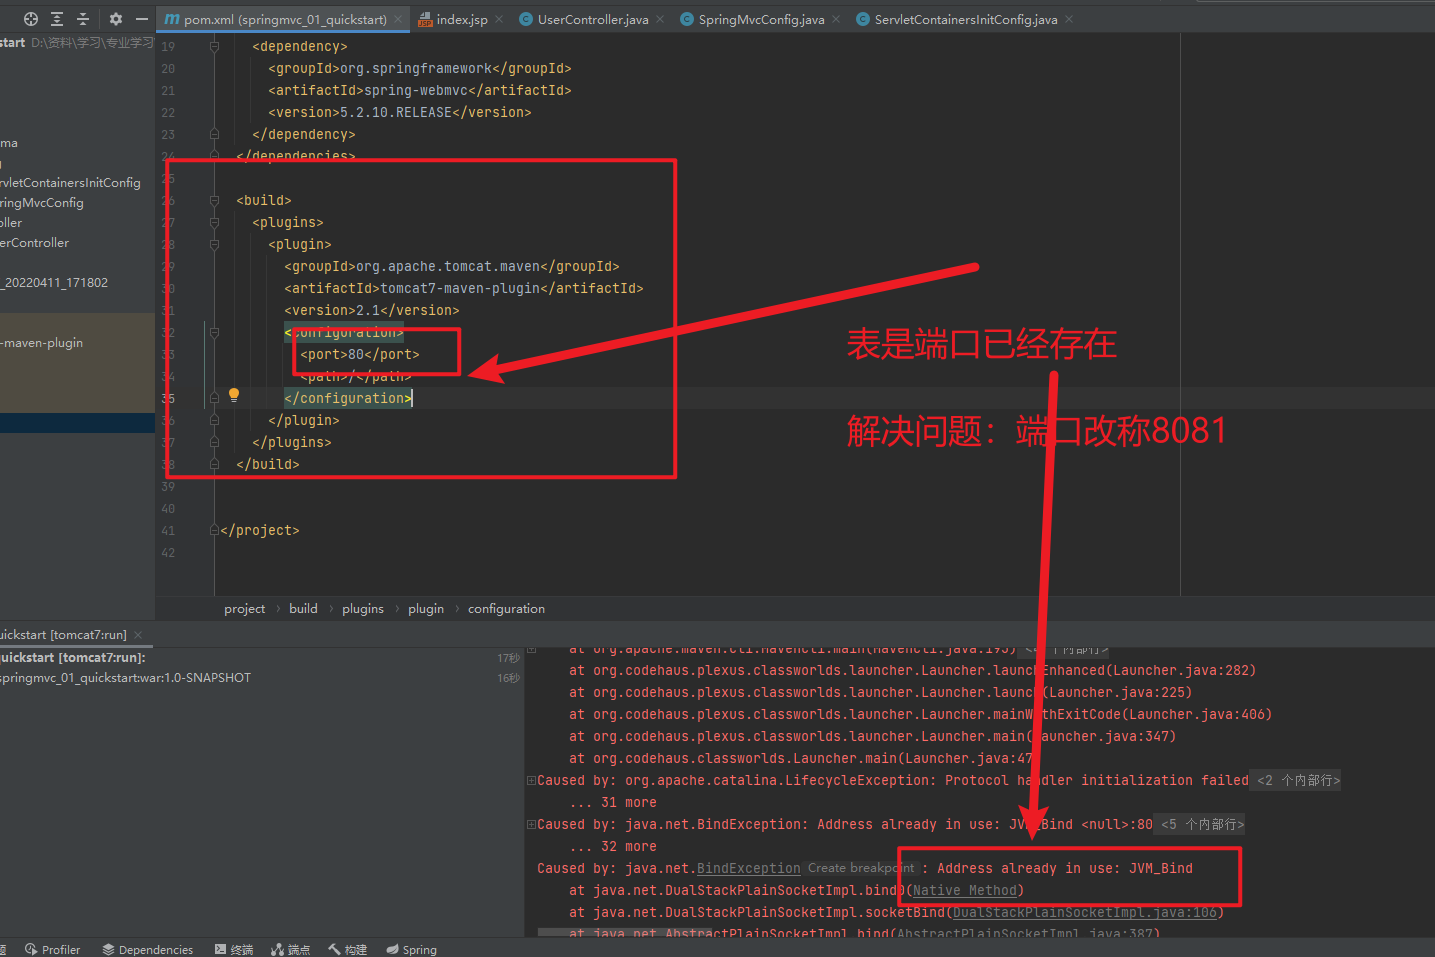 pom.xml (springmvc_01_quickstart)
index.jsp
UserController.java
SpringMvcConfig.java
ServletContainersInitConfig.java
start D:\资料\学习\专业学习
ma
rvletContainersInitConfig
ringMvcConfig
oller
erController
_20220411_171802
-maven-plugin
19 <dependency>
20 <groupId>org.springframework</groupId>
21 <artifactId>spring-webmvc</artifactId>
22 <version>5.2.10.RELEASE</version>
23 </dependency>
24 </dependencies>
25
26 <build>
27 <plugins>
28 <plugin>
29 <groupId>org.apache.tomcat.maven</groupId>
30 <artifactId>tomcat7-maven-plugin</artifactId>
31 <version>2.1</version>
32 <configuration>
33 <port>80</port>
34 <path>/</path>
35 </configuration>
36 </plugin>
37 </plugins>
38 </build>
39
40
41 </project>
42
表是端口已经存在
解决问题：端口改称8081
project > build > plugins > plugin > configuration
uickstart [tomcat7:run]
quickstart [tomcat7:run]: 17秒
springmvc_01_quickstart:war:1.0-SNAPSHOT 16秒
at org.apache.maven.cli.MavenCli.main(MavenCli.java:193)
at org.codehaus.plexus.classworlds.launcher.Launcher.launchEnhanced(Launcher.java:282)
at org.codehaus.plexus.classworlds.launcher.Launcher.launch(Launcher.java:225)
at org.codehaus.plexus.classworlds.launcher.Launcher.mainWithExitCode(Launcher.java:406)
at org.codehaus.plexus.classworlds.launcher.Launcher.main(Launcher.java:347)
at org.codehaus.classworlds.Launcher.main(Launcher.java:47
Caused by: org.apache.catalina.LifecycleException: Protocol handler initialization failed <2 个内部行>
... 31 more
Caused by: java.net.BindException: Address already in use: JVM_Bind <null>:80 <5 个内部行>
... 32 more
Caused by: java.net.BindException Create breakpoint : Address already in use: JVM_Bind
at java.net.DualStackPlainSocketImpl.bind0(Native Method)
at java.net.DualStackPlainSocketImpl.socketBind(DualStackPlainSocketImpl.java:106)
at java.net.AbstractPlainSocketImpl.bind(AbstractPlainSocketImpl.java:387)
题 Profiler Dependencies 终端 端点 构建 Spring